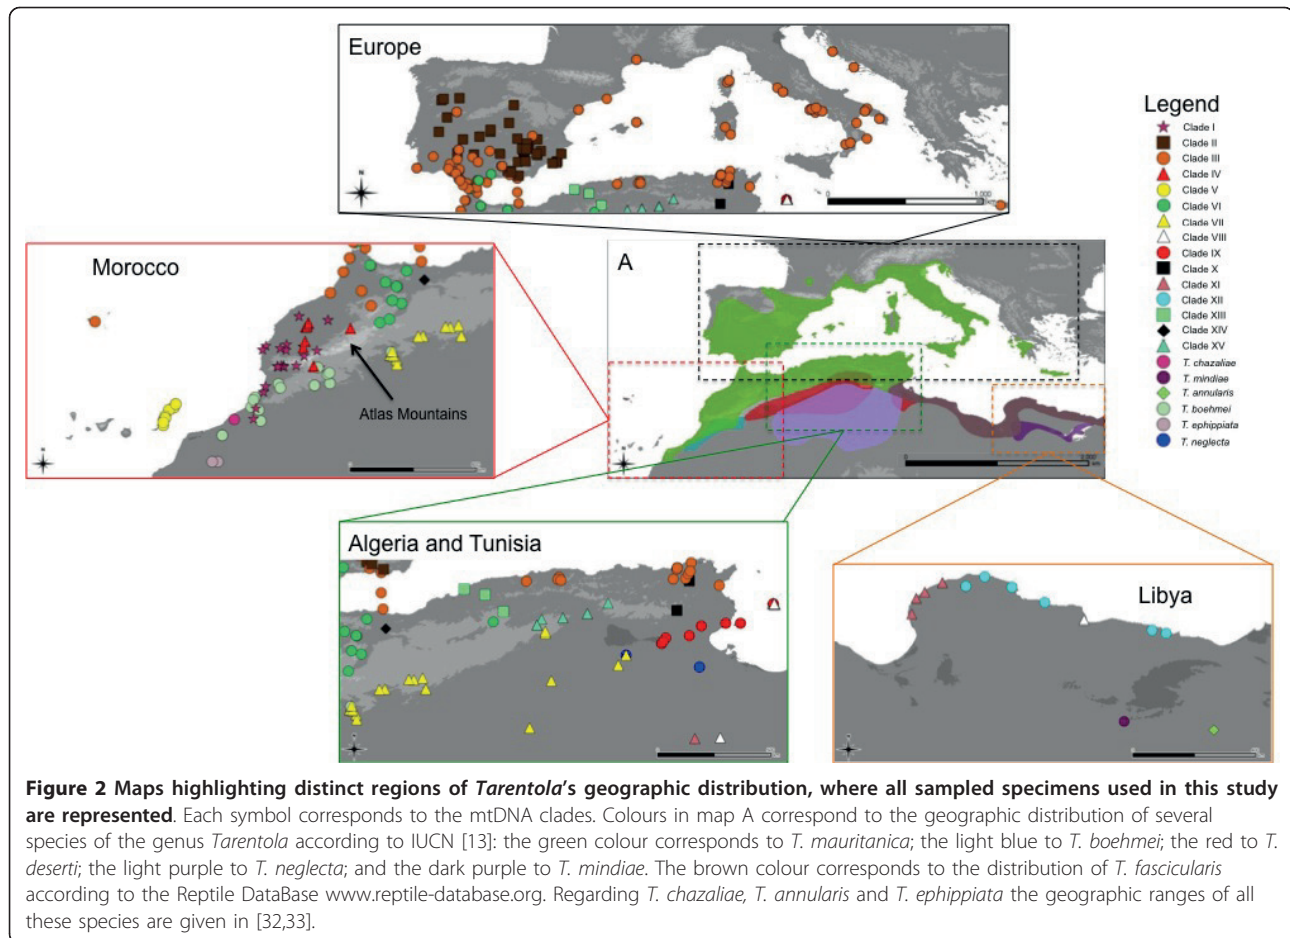 Europe
N
1,000
Legend
Clade I
Clade II
Clade III
Clade IV
Clade V
Clade VI
Clade VII
Clade VIII
Clade IX
Clade X
Clade XI
Clade XII
Clade XIII
Clade XIV
Clade XV
T. chazaliae
T. mindiae
T. annularis
T. boehmei
T. ephippiata
T. neglecta
Morocco
Atlas Mountains
A
Algeria and Tunisia
Libya
Figure 2 Maps highlighting distinct regions of Tarentola's geographic distribution, where all sampled specimens used in this study
are represented. Each symbol corresponds to the mtDNA clades. Colours in map A correspond to the geographic distribution of several
species of the genus Tarentola according to IUCN [13]: the green colour corresponds to T. mauritanica; the light blue to T. boehmei; the red to T.
deserti; the light purple to T. neglecta; and the dark purple to T. mindiae. The brown colour corresponds to the distribution of T. fascicularis
according to the Reptile DataBase www.reptile-database.org. Regarding T. chazaliae, T. annularis and T. ephippiata the geographic ranges of all
these species are given in [32,33].